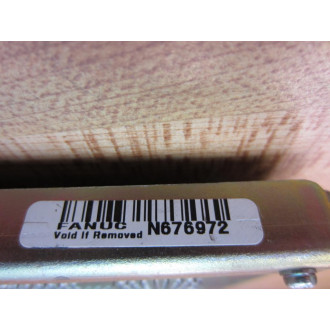 FANUC N676972
Void If Removed